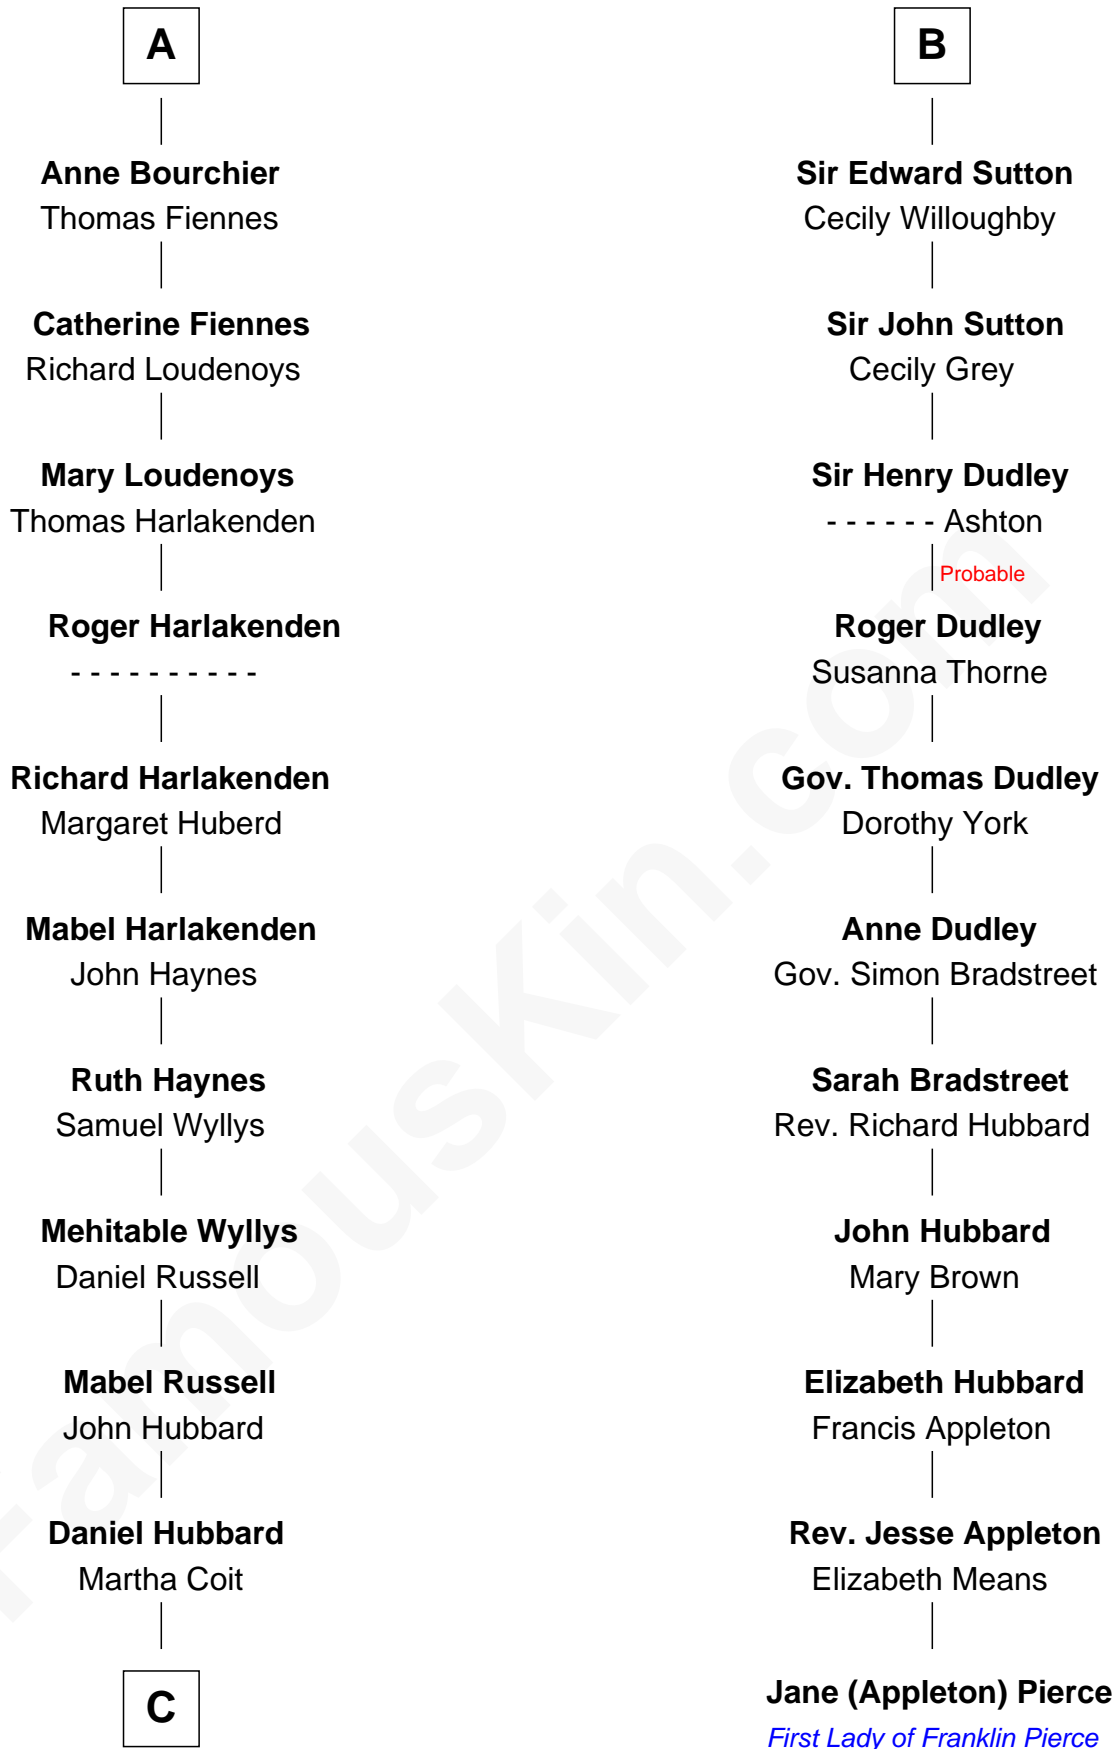 A
Anne Bourchier
Thomas Fiennes
Catherine Fiennes
Richard Loudenoys
Mary Loudenoys
Thomas Harlakenden
Roger Harlakenden
- - - - - - - - - -
Richard Harlakenden
Margaret Huberd
Mabel Harlakenden
John Haynes
Ruth Haynes
Samuel Wyllys
Mehitable Wyllys
Daniel Russell
Mabel Russell
John Hubbard
Daniel Hubbard
Martha Coit
C
B
Sir Edward Sutton
Cecily Willoughby
Sir John Sutton
Cecily Grey
Sir Henry Dudley
- - - - - - Ashton
Probable
Roger Dudley
Susanna Thorne
Gov. Thomas Dudley
Dorothy York
Anne Dudley
Gov. Simon Bradstreet
Sarah Bradstreet
Rev. Richard Hubbard
John Hubbard
Mary Brown
Elizabeth Hubbard
Francis Appleton
Rev. Jesse Appleton
Elizabeth Means
Jane (Appleton) Pierce
First Lady of Franklin Pierce
FamousKin.com